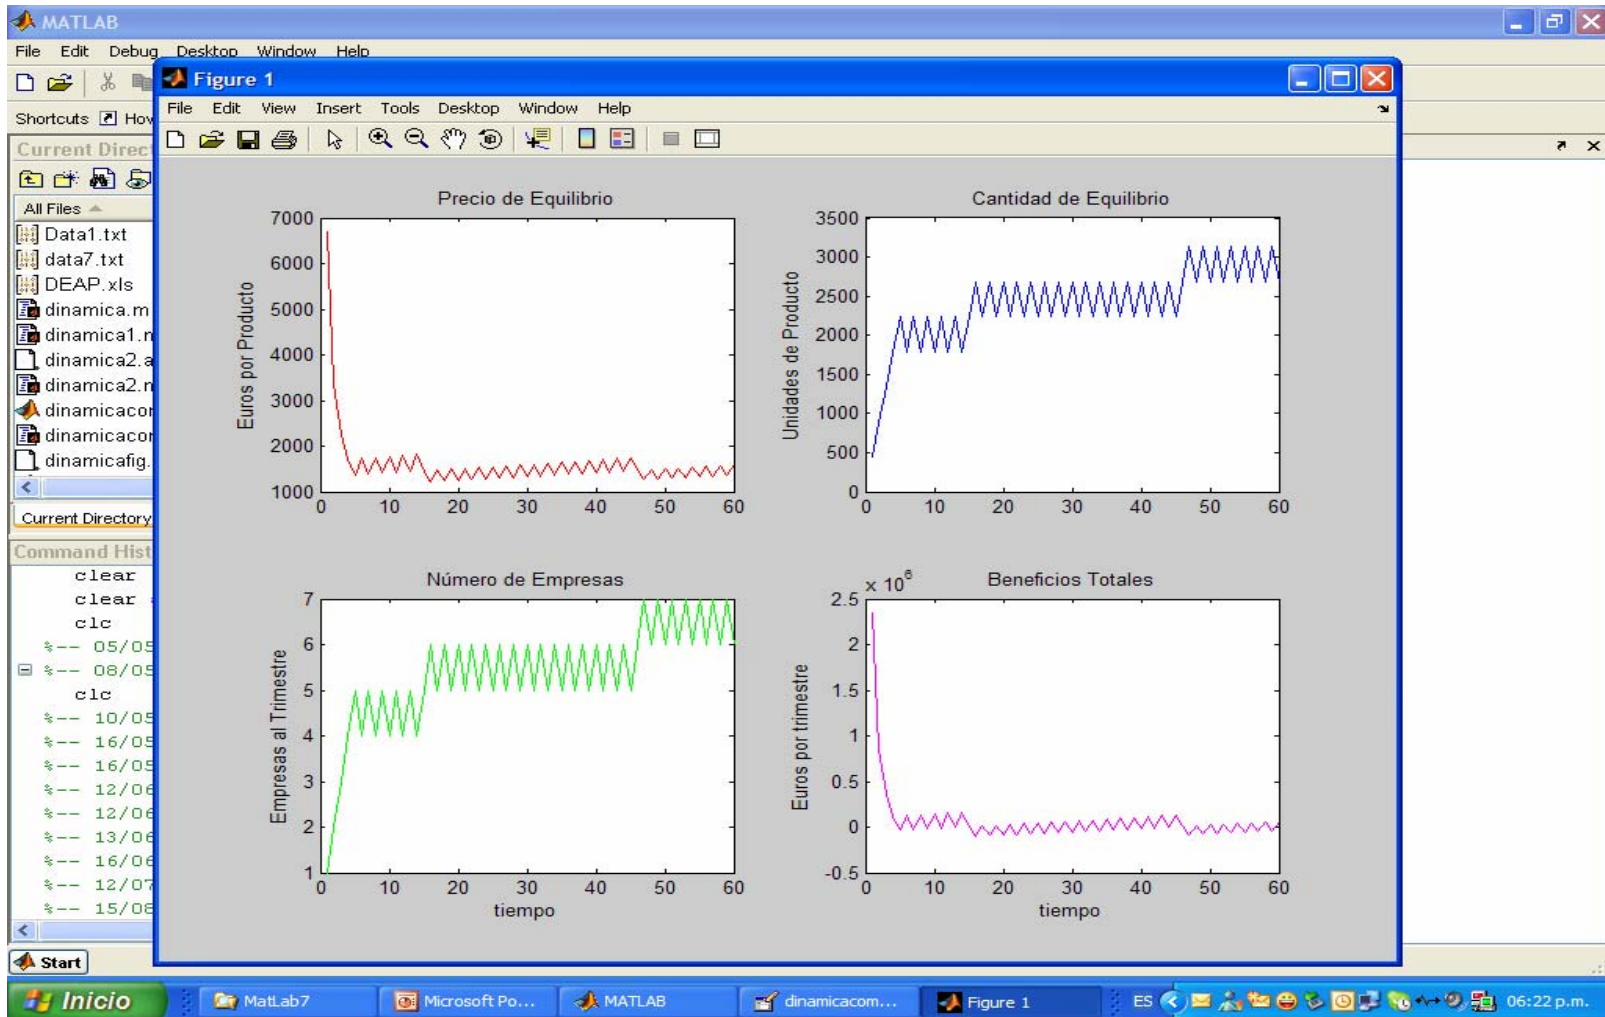 MATLAB
File Edit Debug Desktop Window Help
Shortcuts How
Current Direct
All Files
Data1.txt
data7.txt
DEAP.xls
dinamica.m
dinamica1.n
dinamica2.a
dinamica2.n
dinamicacor
dinamicacor
dinamicafig.
Current Directory
Command Hist
clear
clear
clc
%-- 05/05
%-- 08/05
clc
%-- 10/05
%-- 16/05
%-- 16/05
%-- 12/06
%-- 12/06
%-- 13/06
%-- 16/06
%-- 12/07
%-- 15/08
Start
Figure 1
File Edit View Insert Tools Desktop Window Help
Precio de Equilibrio
Euros por Producto
7000
6000
5000
4000
3000
2000
1000
0 10 20 30 40 50 60
Cantidad de Equilibrio
Unidades de Producto
3500
3000
2500
2000
1500
1000
500
0
0 10 20 30 40 50 60
Número de Empresas
Empresas al Trimestre
7
6
5
4
3
2
1
0 10 20 30 40 50 60
tiempo
Beneficios Totales
x 10^6
Euros por trimestre
2.5
2
1.5
1
0.5
0
-0.5
0 10 20 30 40 50 60
tiempo
Inicio MatLab7 Microsoft Po... MATLAB dinamicacom... Figure 1 ES 06:22 p.m.